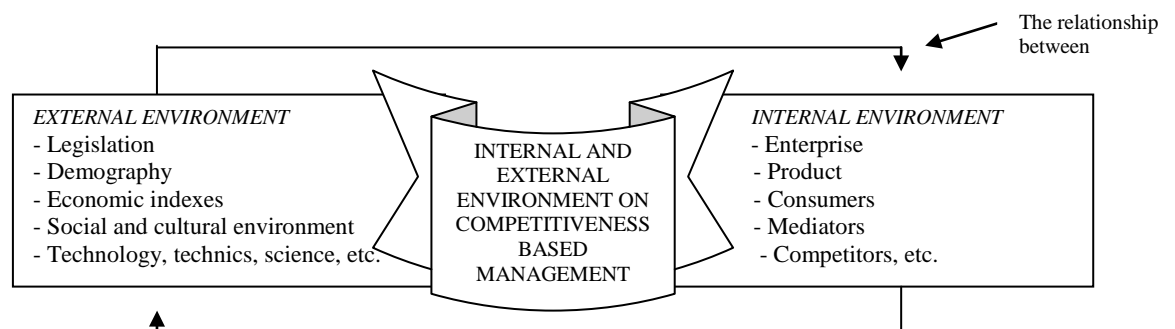 The relationship
between
EXTERNAL ENVIRONMENT
- Legislation
- Demography
- Economic indexes
- Social and cultural environment
- Technology, technics, science, etc.
INTERNAL AND
EXTERNAL
ENVIRONMENT ON
COMPETITIVENESS
BASED
MANAGEMENT
INTERNAL ENVIRONMENT
- Enterprise
- Product
- Consumers
- Mediators
- Competitors, etc.